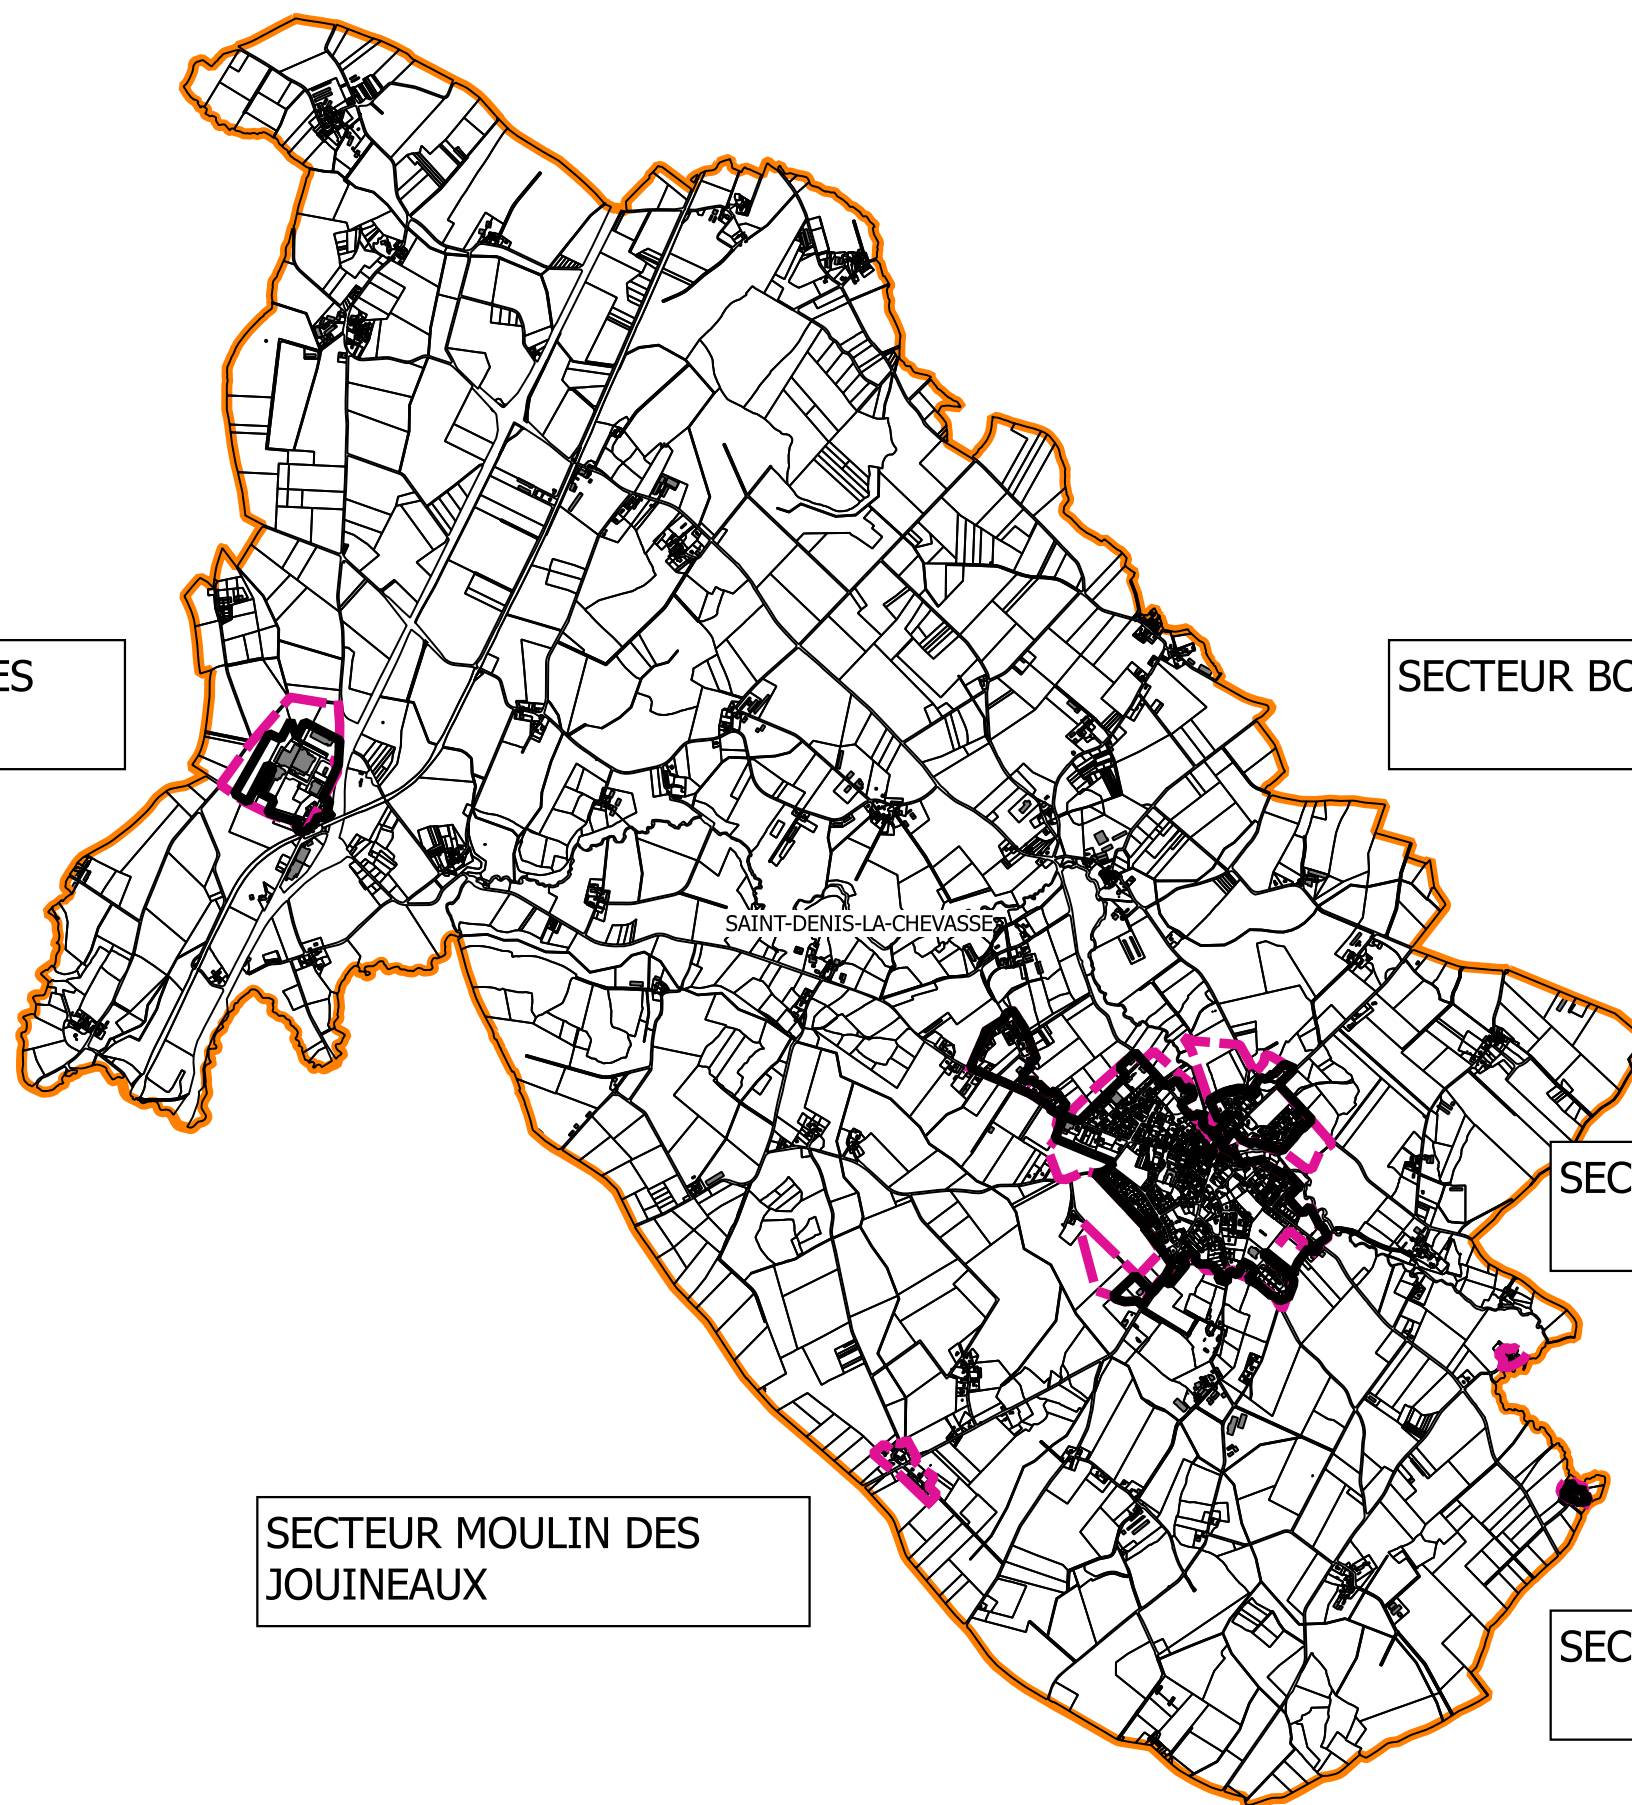 ES
SECTEUR BO
SAINT-DENIS-LA-CHEVASSE
SEC
SECTEUR MOULIN DES
JOUINEAUX
SEC